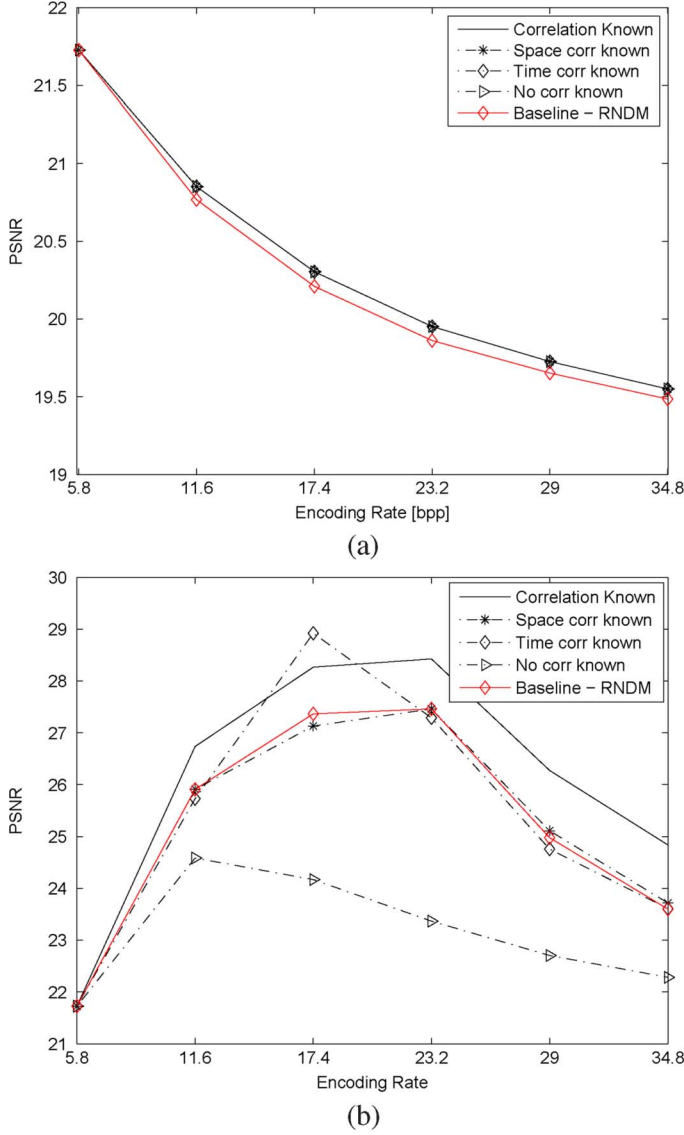 22
21.5
21
20.5
20
19.5
19
PSNR
Correlation Known
Space corr known
Time corr known
No corr known
Baseline − RNDM
5.8 11.6 17.4 23.2 29 34.8
Encoding Rate [bpp]
(a)
30
29
28
27
26
25
24
23
22
21
PSNR
Correlation Known
Space corr known
Time corr known
No corr known
Baseline − RNDM
5.8 11.6 17.4 23.2 29 34.8
Encoding Rate
(b)